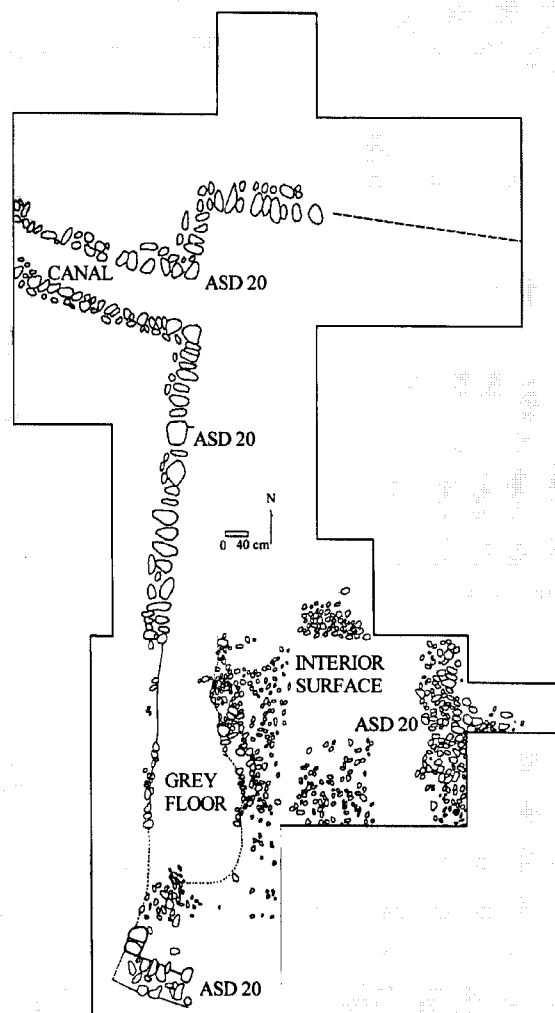 CANAL
ASD 20
ASD 20
N
0 40 cm
INTERIOR
SURFACE
ASD 20
GREY
FLOOR
ASD 20